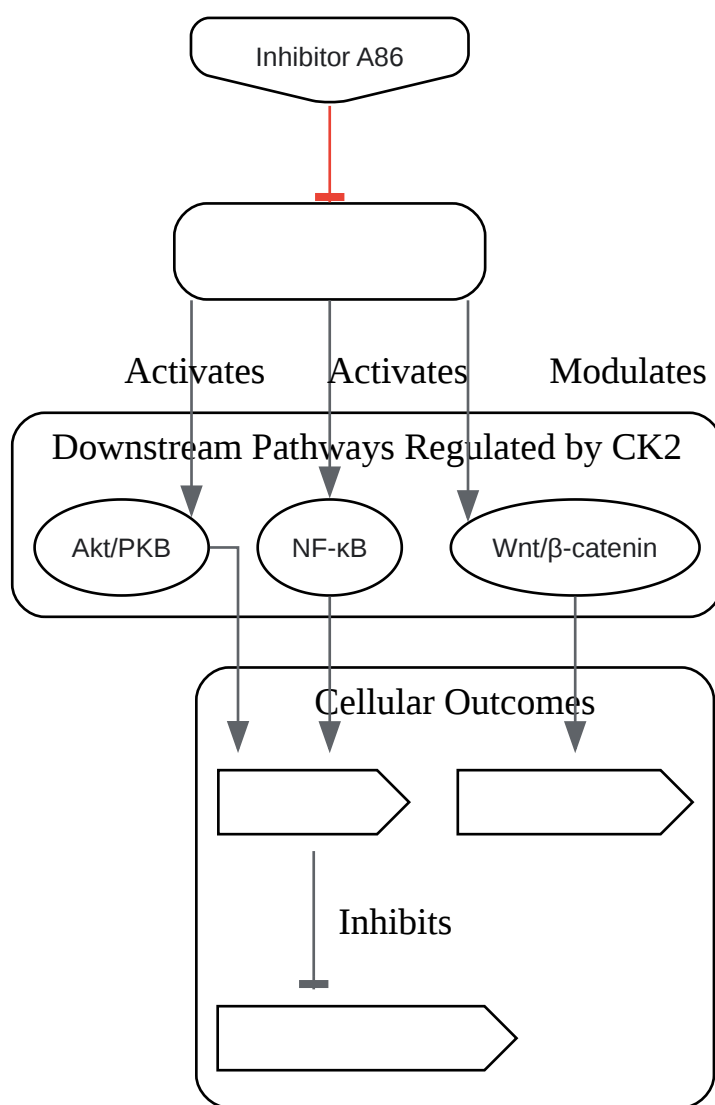 Inhibitor A86
Activates
Activates
Modulates
Downstream Pathways Regulated by CK2
Akt/PKB
NF-κB
Wnt/β-catenin
Cellular Outcomes
Inhibits